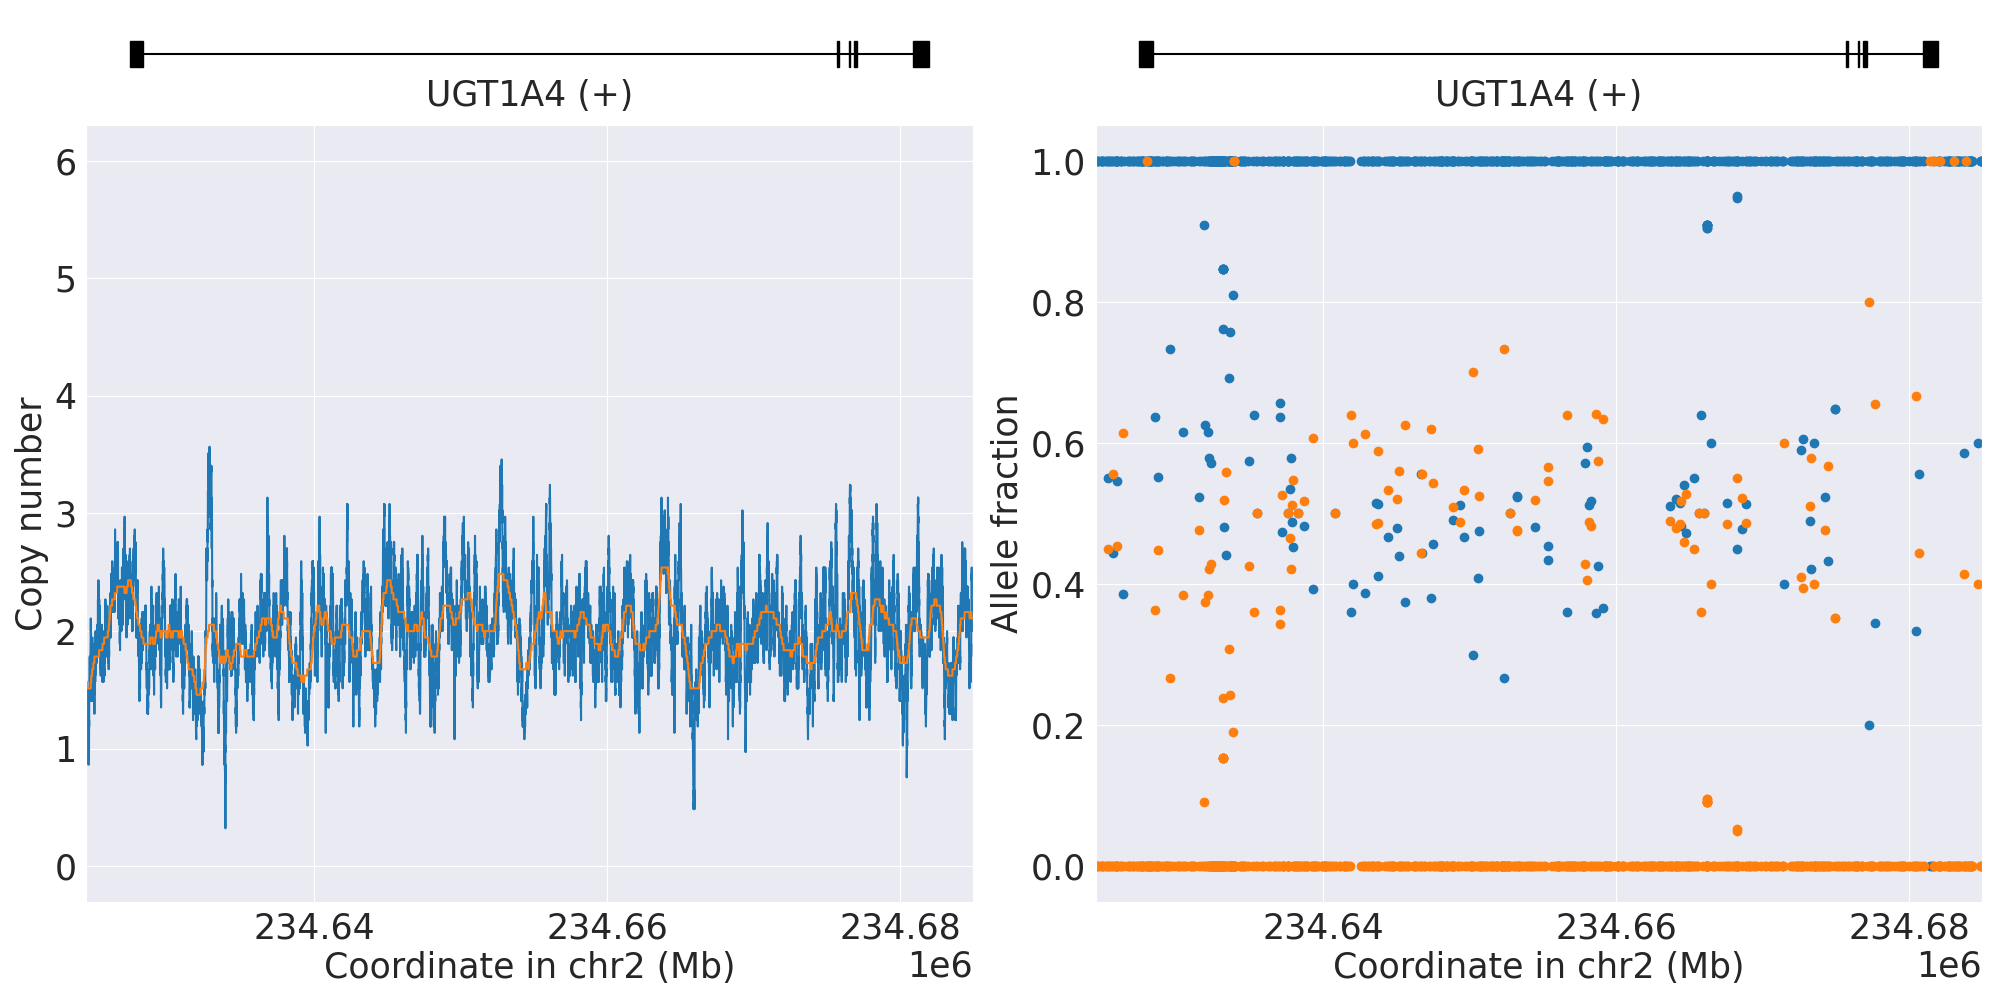 UGT1A4 (+)
6
5
4
3
2
1
0
Copy number
234.64
234.66
234.68
Coordinate in chr2 (Mb)
1e6
UGT1A4 (+)
1.0
0.8
0.6
0.4
0.2
0.0
Allele fraction
234.64
234.66
234.68
Coordinate in chr2 (Mb)
1e6